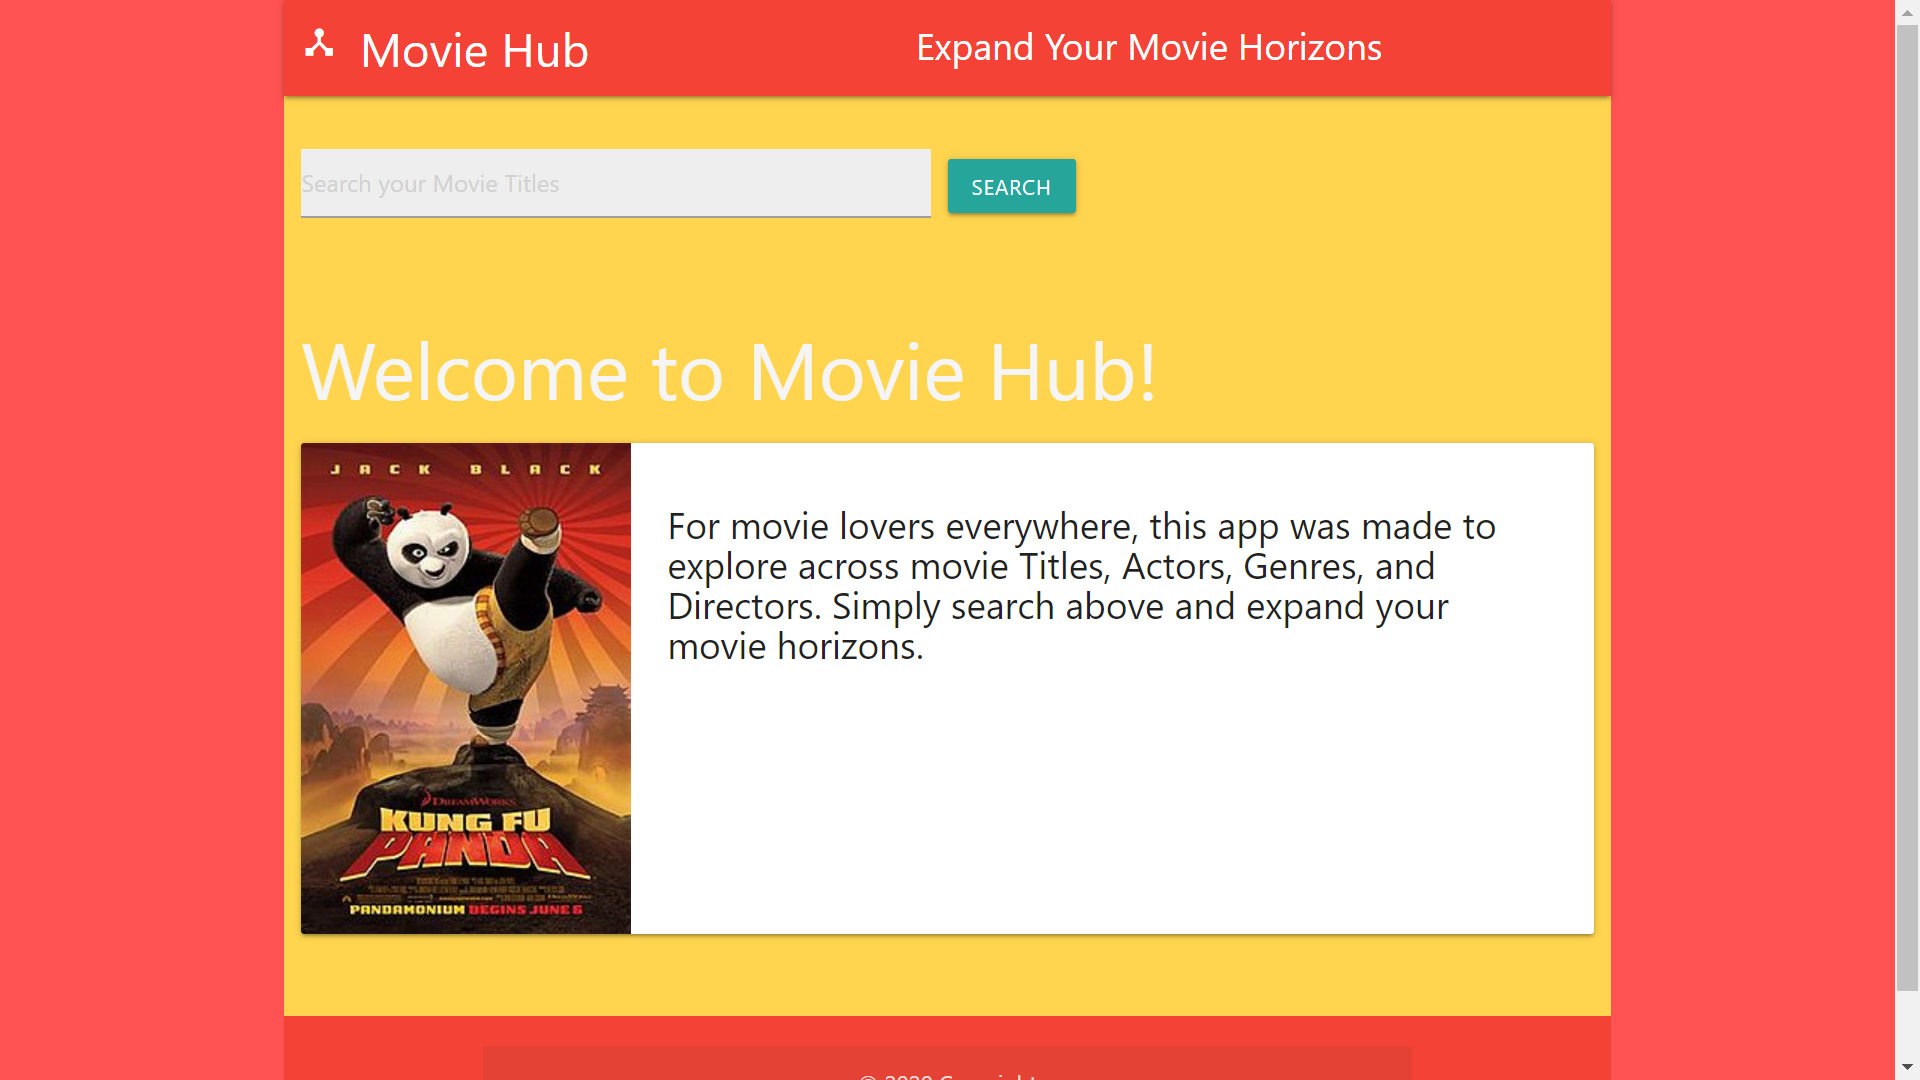 Movie Hub
Expand Your Movie Horizons
Search your Movie Titles
SEARCH
Welcome to Movie Hub!
JACK BLACK
For movie lovers everywhere, this app was made to
explore across movie Titles, Actors, Genres, and
Directors. Simply search above and expand your
movie horizons.
DREAMWORKS
KUNG FU
PANDA
PANDAMONIUM BEGINS JUNE 6
© 2020 Copyright